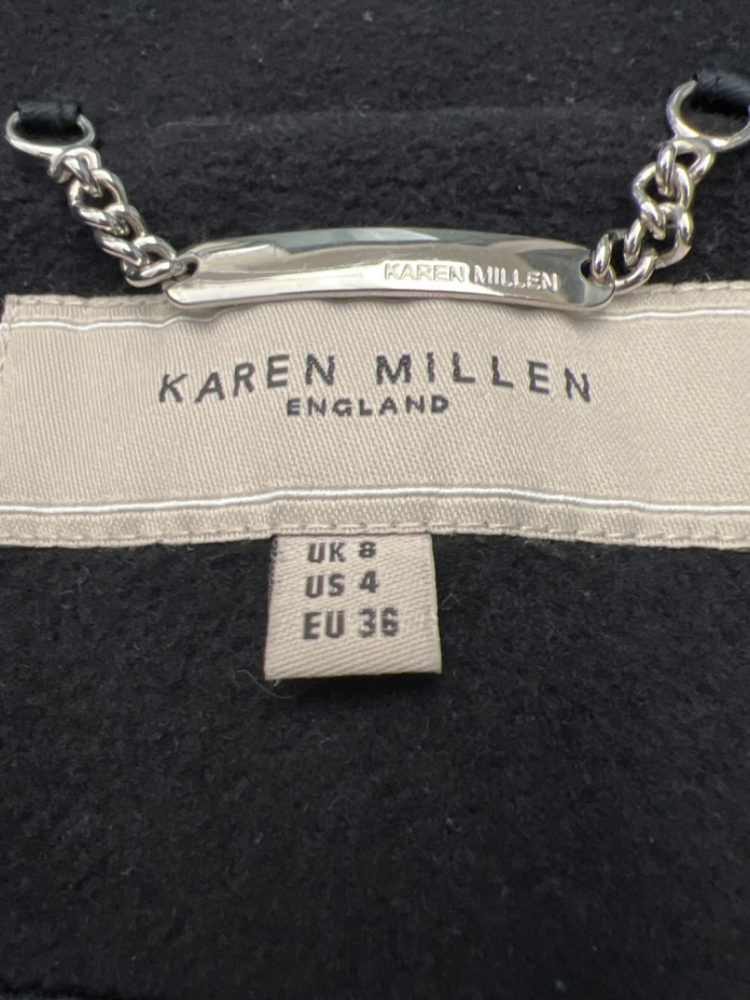 KAREN MILLEN
KAREN MILLEN
ENGLAND
UK 8
US 4
EU 36